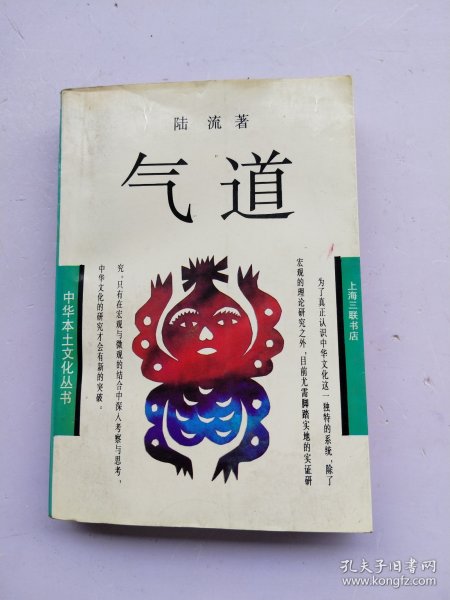 陆流著
气道
为了真正认识中华文化这一独特的系统，除了
宏观的理论研究之外，目前尤需脚踏实地的实证研
究。只有在宏观与微观的结合中深入考察与思考，
中华文化的研究才会有新的突破。
上海三联书店
中华本土文化丛书
孔夫子旧书网
www.kongfz.com